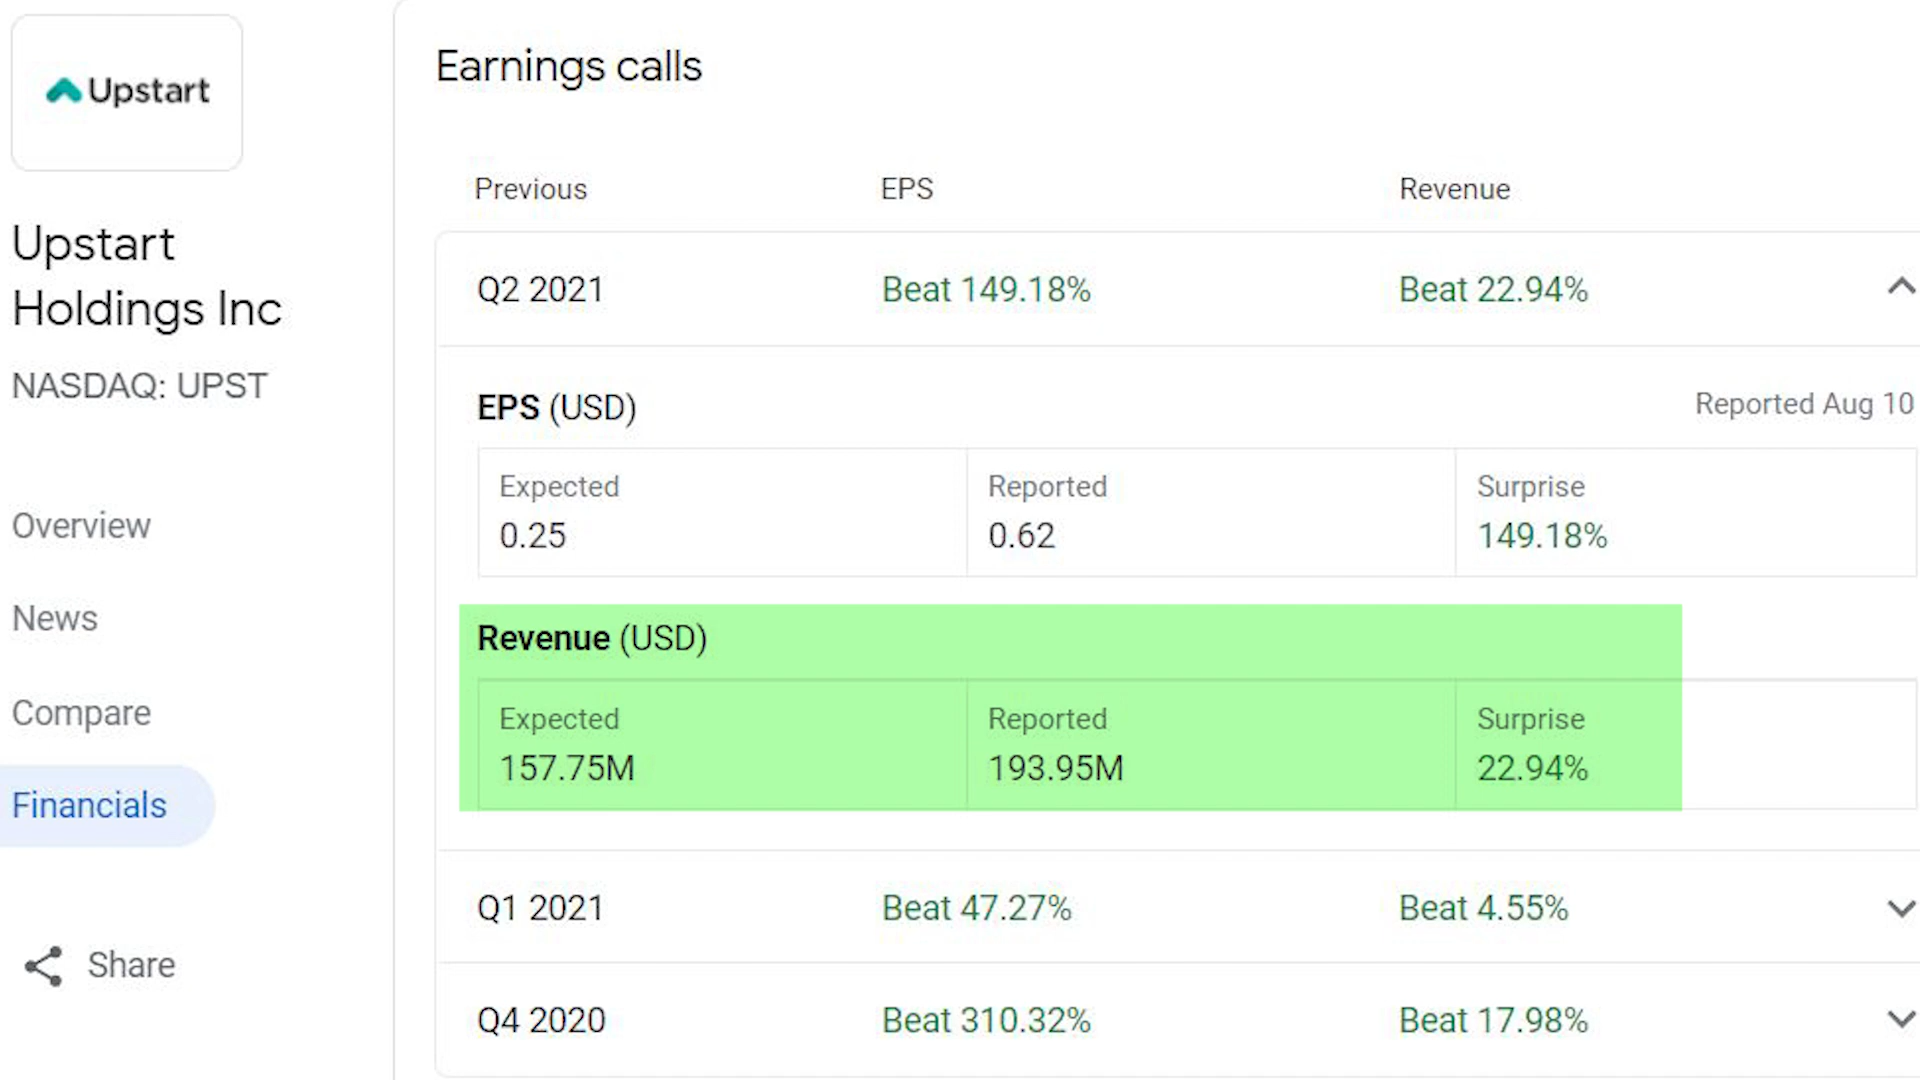 Upstart
Upstart
Holdings Inc
NASDAQ: UPST
Overview
News
Compare
Financials
Share
Earnings calls
Previous EPS Revenue
Q2 2021 Beat 149.18% Beat 22.94%
EPS (USD) Reported Aug 10
Expected Reported Surprise
0.25 0.62 149.18%
Revenue (USD)
Expected Reported Surprise
157.75M 193.95M 22.94%
Q1 2021 Beat 47.27% Beat 4.55%
Q4 2020 Beat 310.32% Beat 17.98%